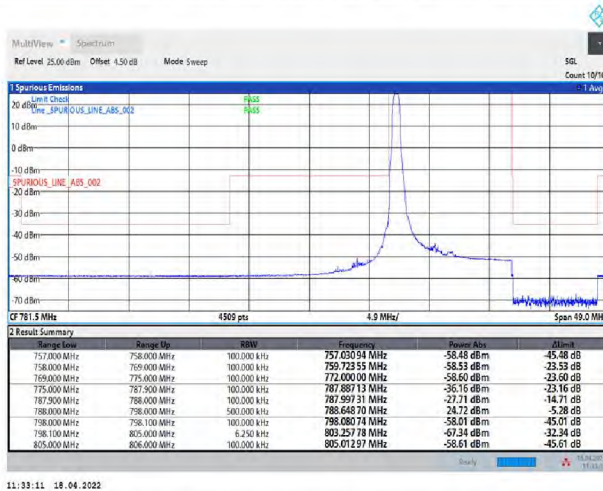 MultiView Spectrum
Ref Level 25.00 dBm Offset 4.50 dB Mode Sweep SGL
Count 10/10
1 Spurious Emissions 1 Avg
Limit Check PASS
20 dBm
Line _SPURIOUS_LINE_ABS_002 PASS
10 dBm
0 dBm
-10 dBm
SPURIOUS_LINE_ABS_002
-20 dBm
-30 dBm
-40 dBm
-50 dBm
-60 dBm
-70 dBm
CF 781.5 MHz 4509 pts 4.9 MHz/ Span 49.0 MH
2 Result Summary
Range Low Range Up RBW Frequency Power Abs ΔLimit
757.000 MHz 758.000 MHz 100.000 kHz 757.03094 MHz -58.48 dBm -45.48 dB
758.000 MHz 769.000 MHz 100.000 kHz 759.72355 MHz -58.53 dBm -23.53 dB
769.000 MHz 775.000 MHz 100.000 kHz 772.00000 MHz -58.60 dBm -23.60 dB
775.000 MHz 787.900 MHz 100.000 kHz 787.88713 MHz -36.16 dBm -23.16 dB
787.900 MHz 788.000 MHz 100.000 kHz 787.99731 MHz -27.71 dBm -14.71 dB
788.000 MHz 798.000 MHz 500.000 kHz 788.64870 MHz 24.72 dBm -5.28 dB
798.000 MHz 798.100 MHz 100.000 kHz 798.08074 MHz -58.01 dBm -45.01 dB
798.100 MHz 805.000 MHz 6.250 kHz 803.25778 MHz -67.34 dBm -32.34 dB
805.000 MHz 806.000 MHz 100.000 kHz 805.01297 MHz -58.61 dBm -45.61 dB
Ready
11:33:11 18.04.2022